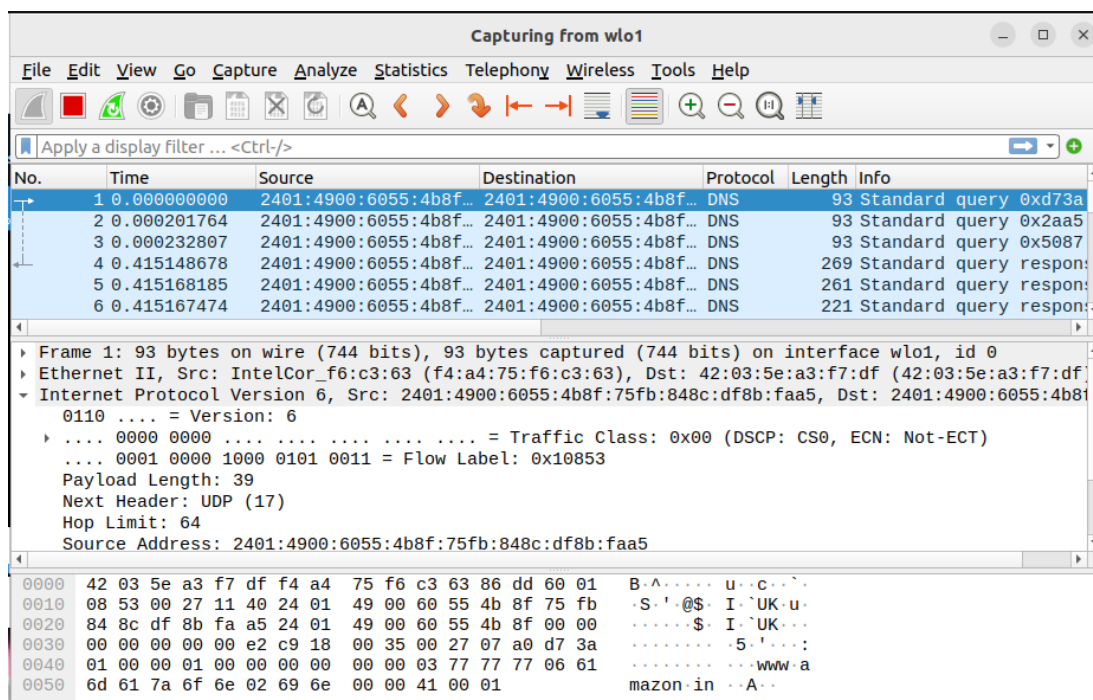 Capturing from wlo1
File Edit View Go Capture Analyze Statistics Telephony Wireless Tools Help
Apply a display filter … <Ctrl-/>
No. Time Source Destination Protocol Length Info
1 0.000000000 2401:4900:6055:4b8f… 2401:4900:6055:4b8f… DNS 93 Standard query 0xd73a
2 0.000201764 2401:4900:6055:4b8f… 2401:4900:6055:4b8f… DNS 93 Standard query 0x2aa5
3 0.000232807 2401:4900:6055:4b8f… 2401:4900:6055:4b8f… DNS 93 Standard query 0x5087
4 0.415148678 2401:4900:6055:4b8f… 2401:4900:6055:4b8f… DNS 269 Standard query respon
5 0.415168185 2401:4900:6055:4b8f… 2401:4900:6055:4b8f… DNS 261 Standard query respon
6 0.415167474 2401:4900:6055:4b8f… 2401:4900:6055:4b8f… DNS 221 Standard query respon
Frame 1: 93 bytes on wire (744 bits), 93 bytes captured (744 bits) on interface wlo1, id 0
Ethernet II, Src: IntelCor_f6:c3:63 (f4:a4:75:f6:c3:63), Dst: 42:03:5e:a3:f7:df (42:03:5e:a3:f7:df)
Internet Protocol Version 6, Src: 2401:4900:6055:4b8f:75fb:848c:df8b:faa5, Dst: 2401:4900:6055:4b8f
0110 .... = Version: 6
.... 0000 0000 .... .... .... .... .... = Traffic Class: 0x00 (DSCP: CS0, ECN: Not-ECT)
.... 0001 0000 1000 0101 0011 = Flow Label: 0x10853
Payload Length: 39
Next Header: UDP (17)
Hop Limit: 64
Source Address: 2401:4900:6055:4b8f:75fb:848c:df8b:faa5
0000 42 03 5e a3 f7 df f4 a4 75 f6 c3 63 86 dd 60 01 B·^····· u··c··`·
0010 08 53 00 27 11 40 24 01 49 00 60 55 4b 8f 75 fb ·S·'·@$· I·`UK·u·
0020 84 8c df 8b fa a5 24 01 49 00 60 55 4b 8f 00 00 ······$· I·`UK···
0030 00 00 00 00 00 e2 c9 18 00 35 00 27 07 a0 d7 3a ········ ·5·'···:
0040 01 00 00 01 00 00 00 00 00 00 03 77 77 77 06 61 ········ ···www·a
0050 6d 61 7a 6f 6e 02 69 6e 00 00 41 00 01 mazon·in ··A··